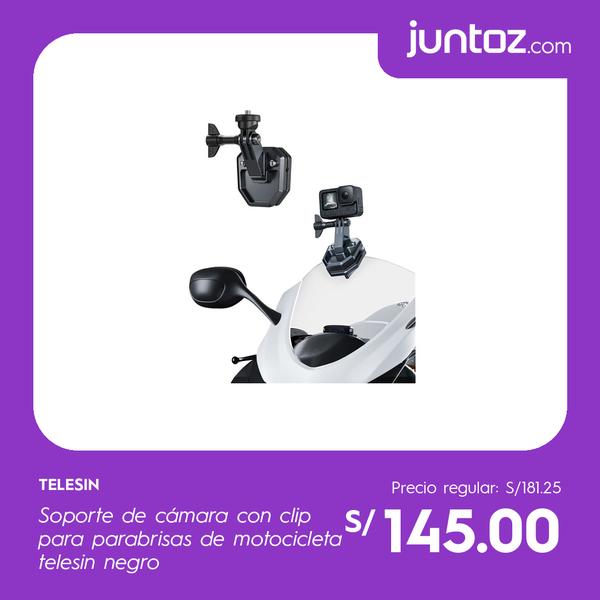 juntoz.com
TELESIN
Precio regular: S/181.25
Soporte de cámara con clip
para parabrisas de motocicleta
telesin negro
S/145.00